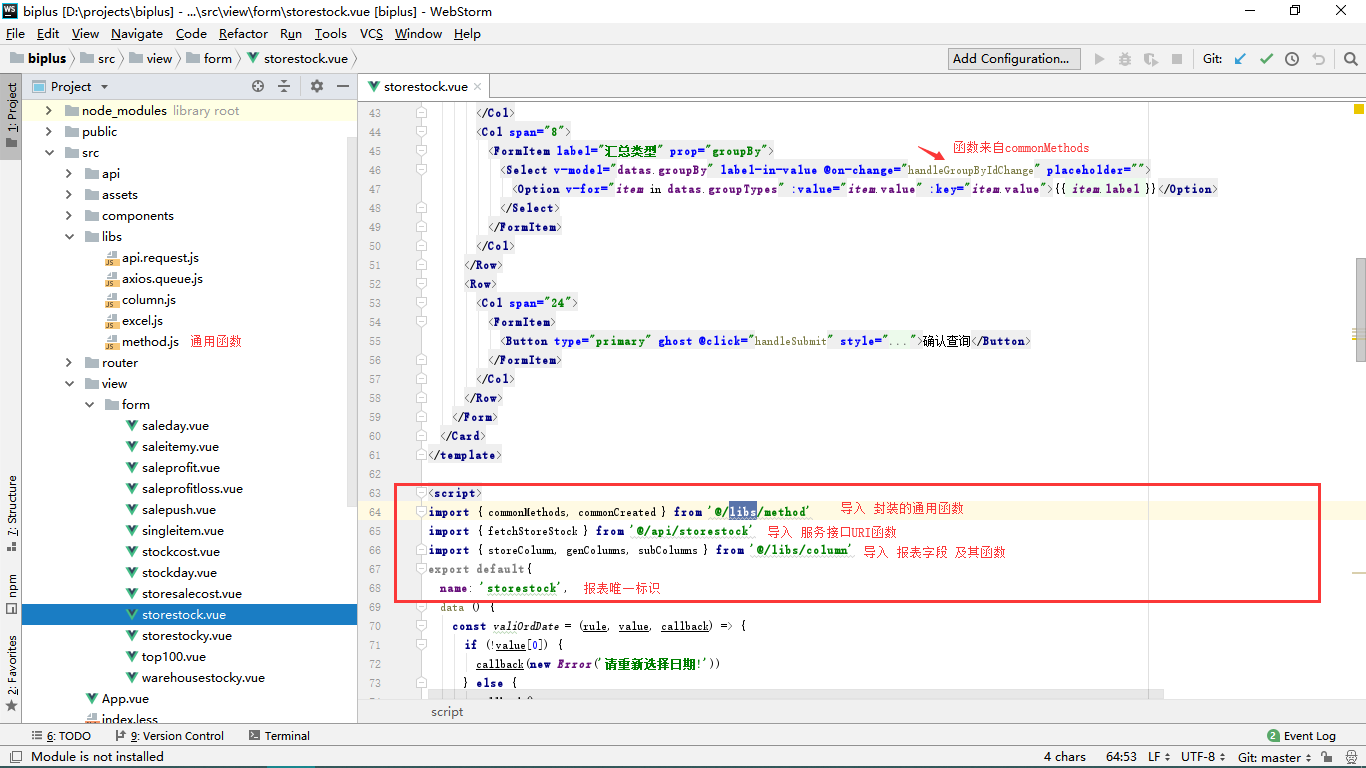 biplus [D:\projects\biplus] - ...\src\view\form\storestock.vue [biplus] - WebStorm
File Edit View Navigate Code Refactor Run Tools VCS Window Help
biplus src view form storestock.vue
Add Configuration... Git:
1: Project
7: Structure
npm
2: Favorites
Project
node_modules library root
public
src
api
assets
components
libs
api.request.js
axios.queue.js
column.js
excel.js
method.js 通用函数
router
view
form
saleday.vue
saleitemy.vue
saleprofit.vue
saleprofitloss.vue
salepush.vue
singleitem.vue
stockcost.vue
stockday.vue
storesalecost.vue
storestock.vue
storestocky.vue
top100.vue
warehousestocky.vue
App.vue
index.less
storestock.vue
43 </Col>
44 <Col span="8">
45 <FormItem label="汇总类型" prop="groupBy">
函数来自commonMethods
46 <Select v-model="datas.groupBy" label-in-value @on-change="handleGroupByIdChange" placeholder="">
47 <Option v-for="item in datas.groupTypes" :value="item.value" :key="item.value">{{ item.label }}</Option>
48 </Select>
49 </FormItem>
50 </Col>
51 </Row>
52 <Row>
53 <Col span="24">
54 <FormItem>
55 <Button type="primary" ghost @click="handleSubmit" style="...">确认查询</Button>
56 </FormItem>
57 </Col>
58 </Row>
59 </Form>
60 </Card>
61 </template>
62
63 <script>
64 import { commonMethods, commonCreated } from '@/libs/method' 导入 封装的通用函数
65 import { fetchStoreStock } from '@/api/storestock' 导入 服务接口URI函数
66 import { storeColumn, genColumns, subColumns } from '@/libs/column' 导入 报表字段 及其函数
67 export default{
68 name: 'storestock', 报表唯一标识
69 data () {
70 const valiOrdDate = (rule, value, callback) => {
71 if (!value[0]) {
72 callback(new Error('请重新选择日期!'))
73 } else {
script
6: TODO 9: Version Control Terminal 2 Event Log
Module is not installed 4 chars 64:53 LF UTF-8 Git: master